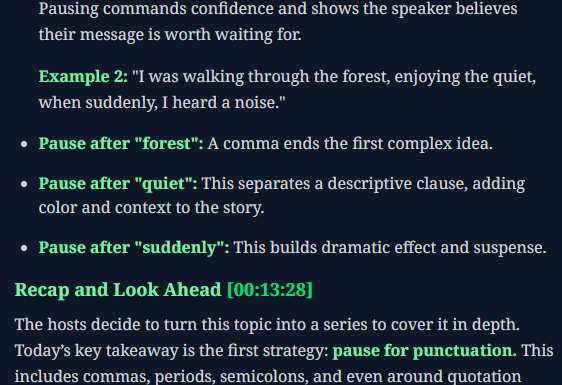 Pausing commands confidence and shows the speaker believes
their message is worth waiting for.
Example 2: "I was walking through the forest, enjoying the quiet,
when suddenly, I heard a noise."
Pause after "forest": A comma ends the first complex idea.
Pause after "quiet": This separates a descriptive clause, adding
color and context to the story.
Pause after "suddenly": This builds dramatic effect and suspense.
Recap and Look Ahead [00:13:28]
The hosts decide to turn this topic into a series to cover it in depth.
Today’s key takeaway is the first strategy: pause for punctuation. This
includes commas, periods, semicolons, and even around quotation